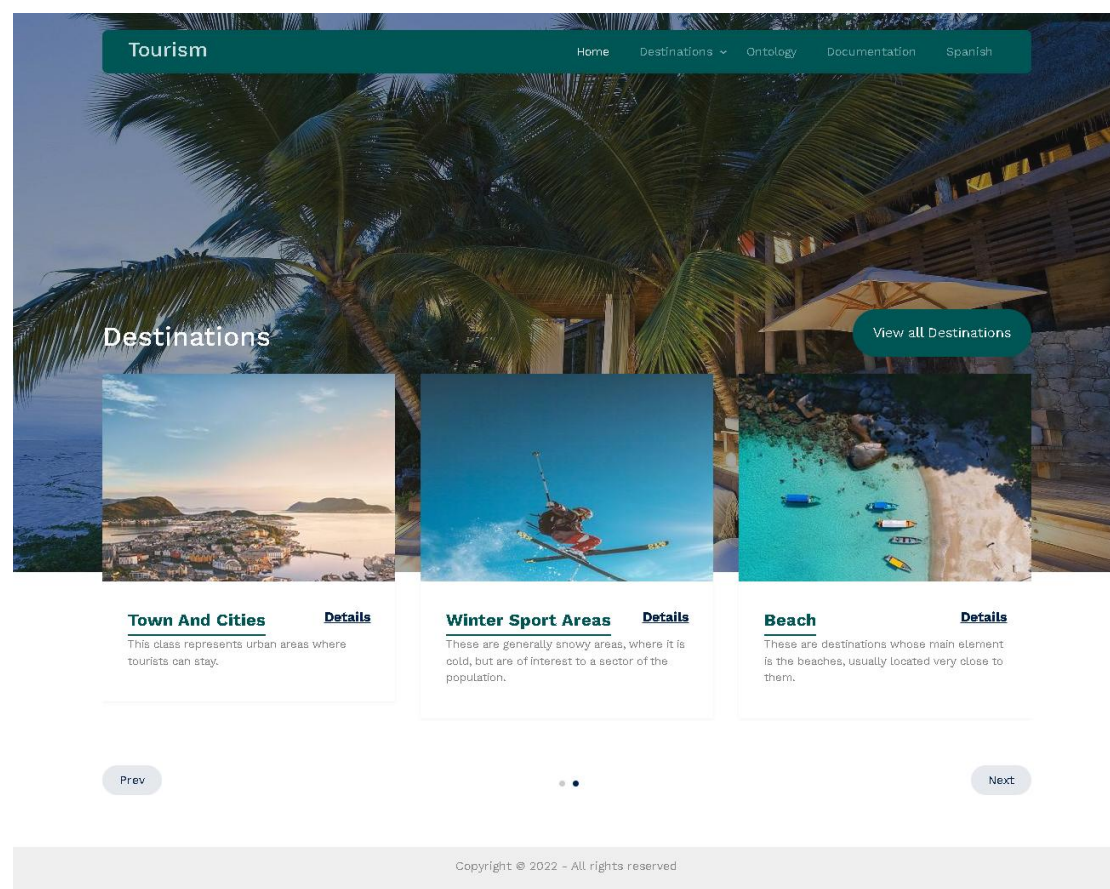 Tourism
Home Destinations Ontology Documentation Spanish
Destinations
View all Destinations
Town And Cities Details
This class represents urban areas where
tourists can stay.
Winter Sport Areas Details
These are generally snowy areas, where it is
cold, but are of interest to a sector of the
population.
Beach Details
These are destinations whose main element
is the beaches, usually located very close to
them.
Prev
Next
Copyright © 2022 - All rights reserved